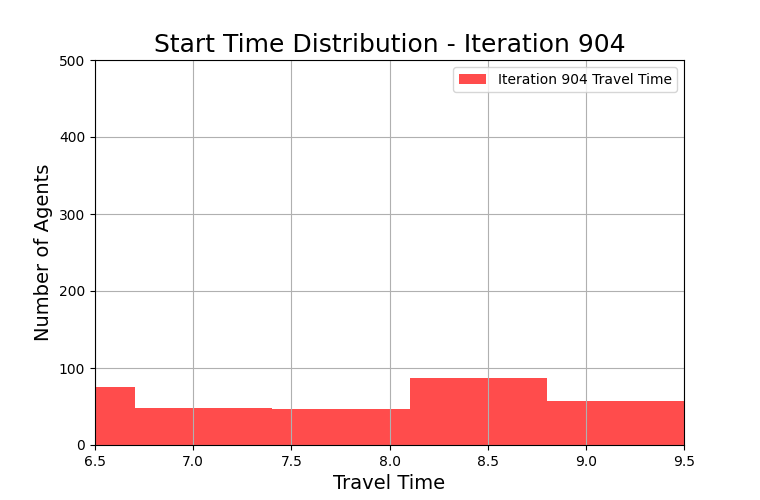 Start Time Distribution - Iteration 904
Iteration 904 Travel Time
Number of Agents
500
400
300
200
100
0
6.5 7.0 7.5 8.0 8.5 9.0 9.5
Travel Time